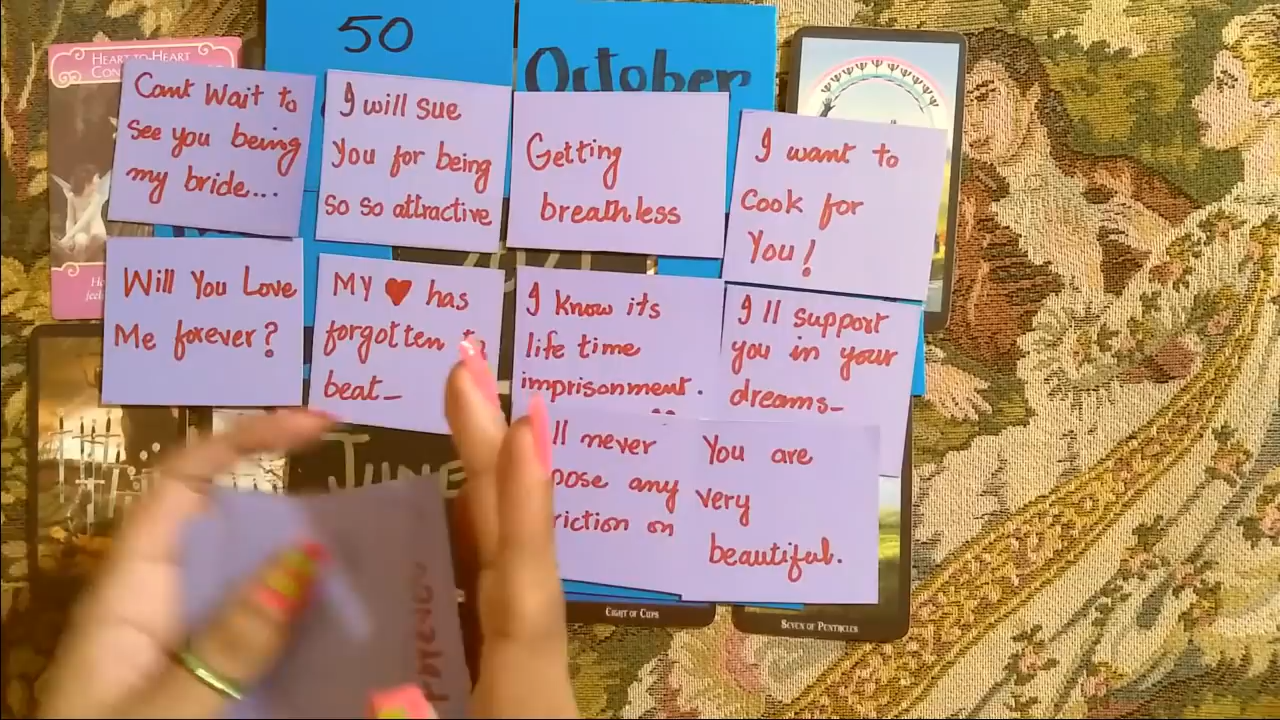 50
October
HEART-TO-HEART
Cant Wait to
see you being
my bride...
I will sue
You for being
so so attractive
Getting
breathless
I want to
Cook for
You!
Will You Love
Me forever?
MY ♥ has
forgotten
beat_
I know its
life time
imprisonment.
I ll support
you in your
dreams_
ll never
any
on
You are
very
beautiful.
JUNE
EIGHT OF CUPS
SEVEN OF PENTACLES